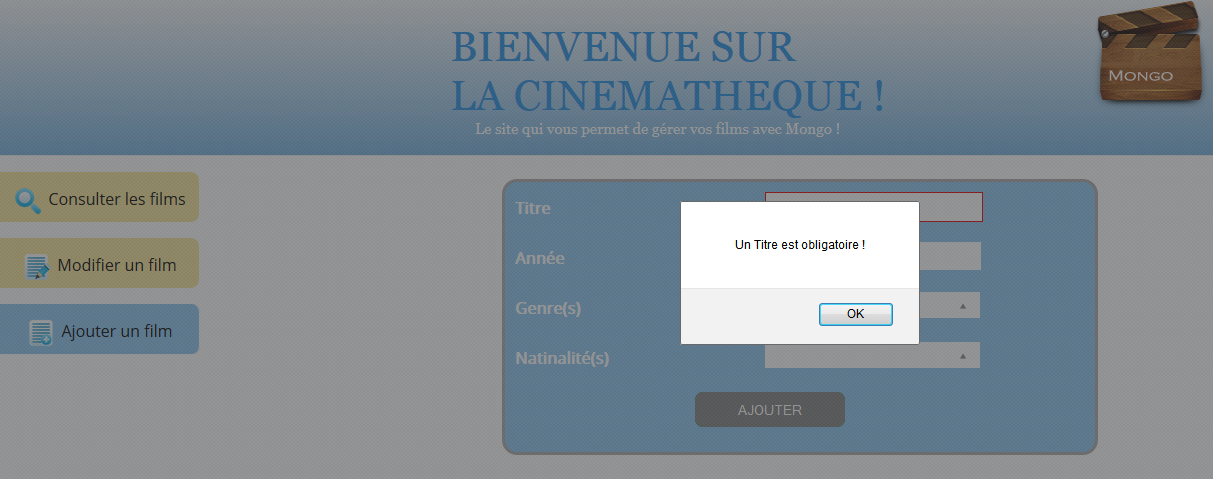 BIENVENUE SUR
LA CINEMATHEQUE !
Le site qui vous permet de gérer vos films avec Mongo !
MONGO
Consulter les films
Modifier un film
Ajouter un film
Titre
Année
Genre(s)
Natinalité(s)
Un Titre est obligatoire !
OK
AJOUTER